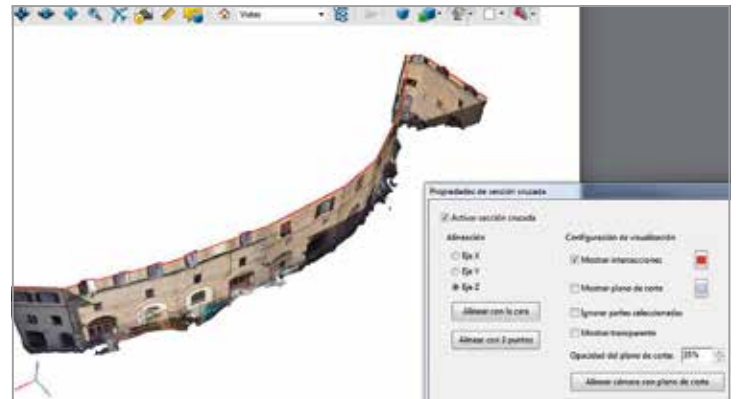 Vistas
Propiedades de sección cruzada
Activar sección cruzada
Alineación
Eje X
Eje Y
Eje Z
Alinear con la cara
Alinear con 3 puntos
Configuración de visualización
Mostrar intersecciones
Mostrar plano de corte
Ignorar partes seleccionadas
Mostrar transparente
Opacidad del plano de corte: 35%
Alinear cámara con plano de corte